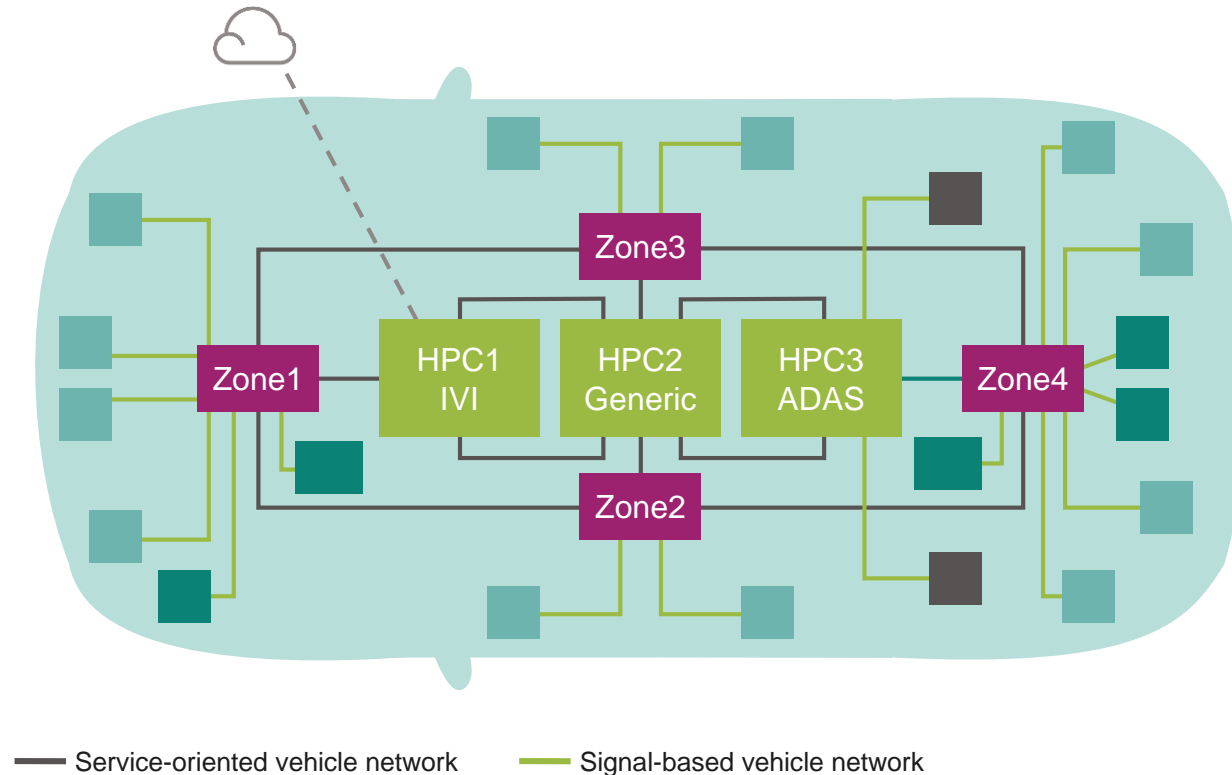 Zone3
HPC1
IVI
HPC2
Generic
HPC3
ADAS
Zone1
Zone4
Zone2
Service-oriented vehicle network
Signal-based vehicle network